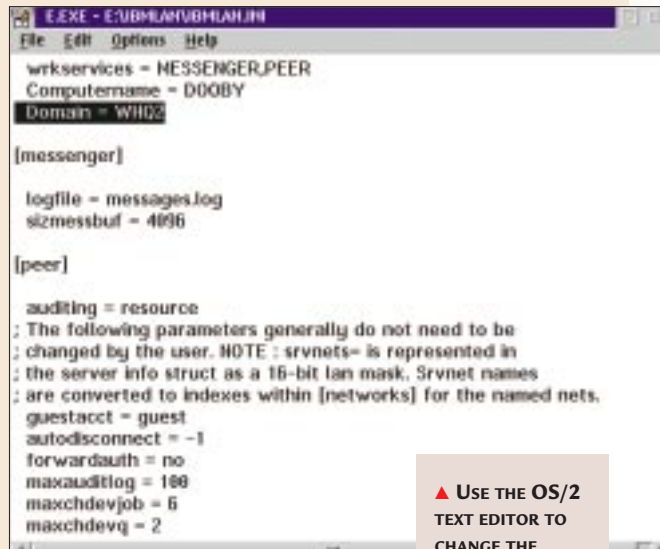 E.EXE - E:\IBMLAN\IBMLAN.INI
File Edit Options Help
wrkservices = MESSENGER,PEER
Computername = DOOBY
Domain = WHQ2
[messenger]
logfile = messages.log
sizmessbuf = 4096
[peer]
auditing = resource
; The following parameters generally do not need to be
; changed by the user. NOTE : srvnets= is represented in
; the server info struct as a 16-bit lan mask. Srvnet names
; are converted to indexes within [networks] for the named nets.
guestacct = guest
autodisconnect = -1
forwardauth = no
maxauditlog = 100
maxchdevjob = 6
maxchdevq = 2
▲ USE THE OS/2
TEXT EDITOR TO
CHANGE THE